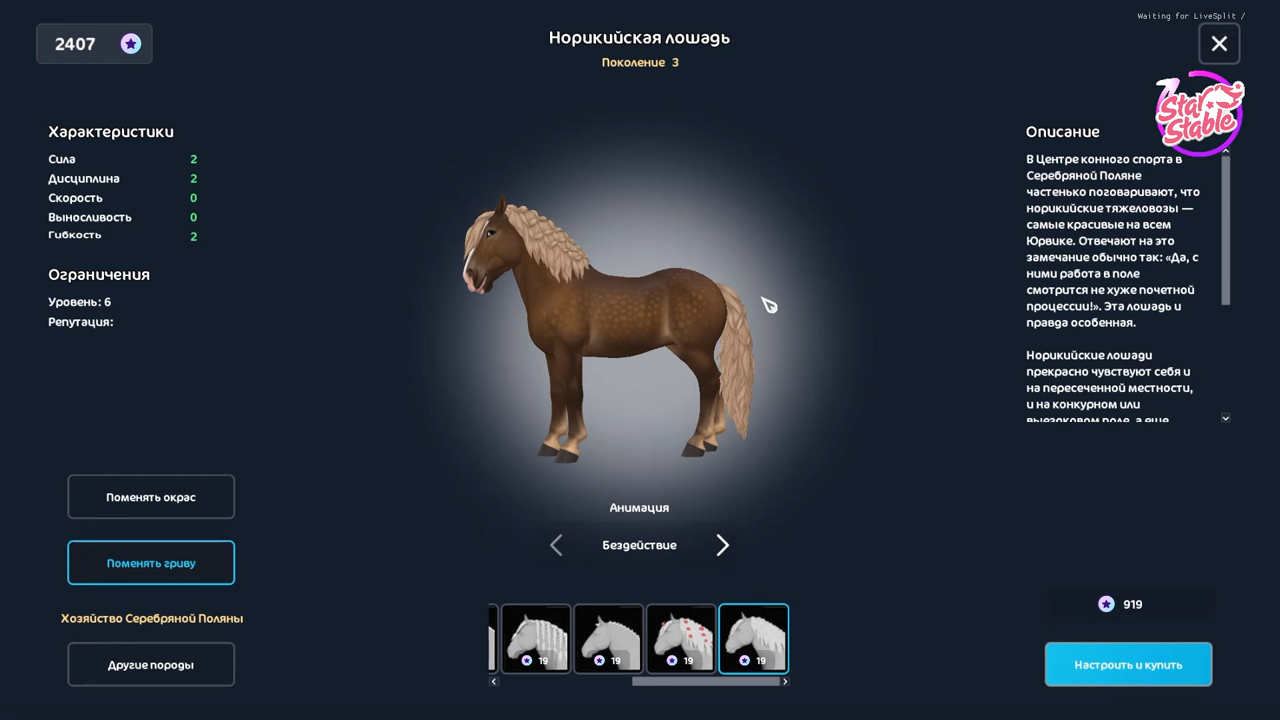 Waiting for LiveSplit /
2407
Норикийская лошадь
Поколение 3
Star Stable
Характеристики
Сила 2
Дисциплина 2
Скорость 0
Выносливость 0
Гибкость 2
Ограничения
Уровень: 6
Репутация:
Описание
В Центре конного спорта в
Серебряной Поляне
частенько поговаривают, что
норикийские тяжеловозы —
самые красивые на всем
Юрвике. Отвечают на это
замечание обычно так: «Да, с
ними работа в поле
смотрится не хуже почетной
процессии!». Эта лошадь и
правда особенная.
Норикийские лошади
прекрасно чувствуют себя и
на пересеченной местности,
и на конкурном или
выездковом поле, а еще
Поменять окрас
Поменять гриву
Хозяйство Серебряной Поляны
Другие породы
Анимация
Бездействие
19
19
19
19
919
Настроить и купить